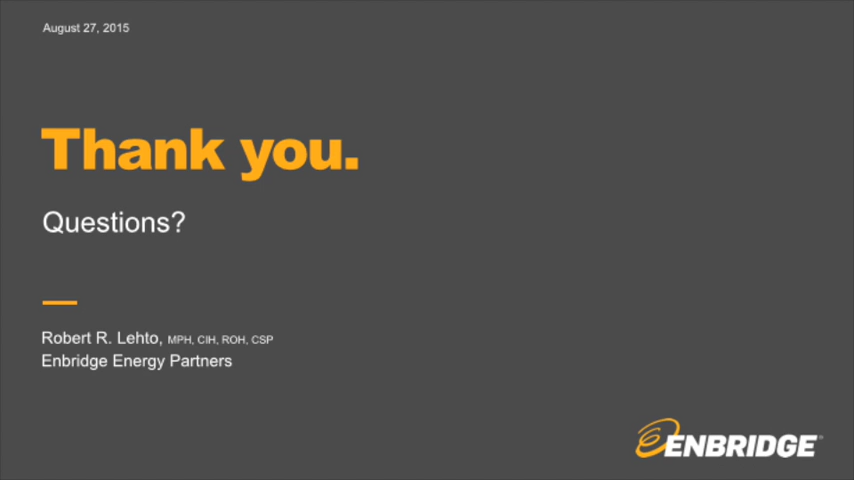 August 27, 2015
Thank you.
Questions?
Robert R. Lehto, MPH, CIH, ROH, CSP
Enbridge Energy Partners
ENBRIDGE